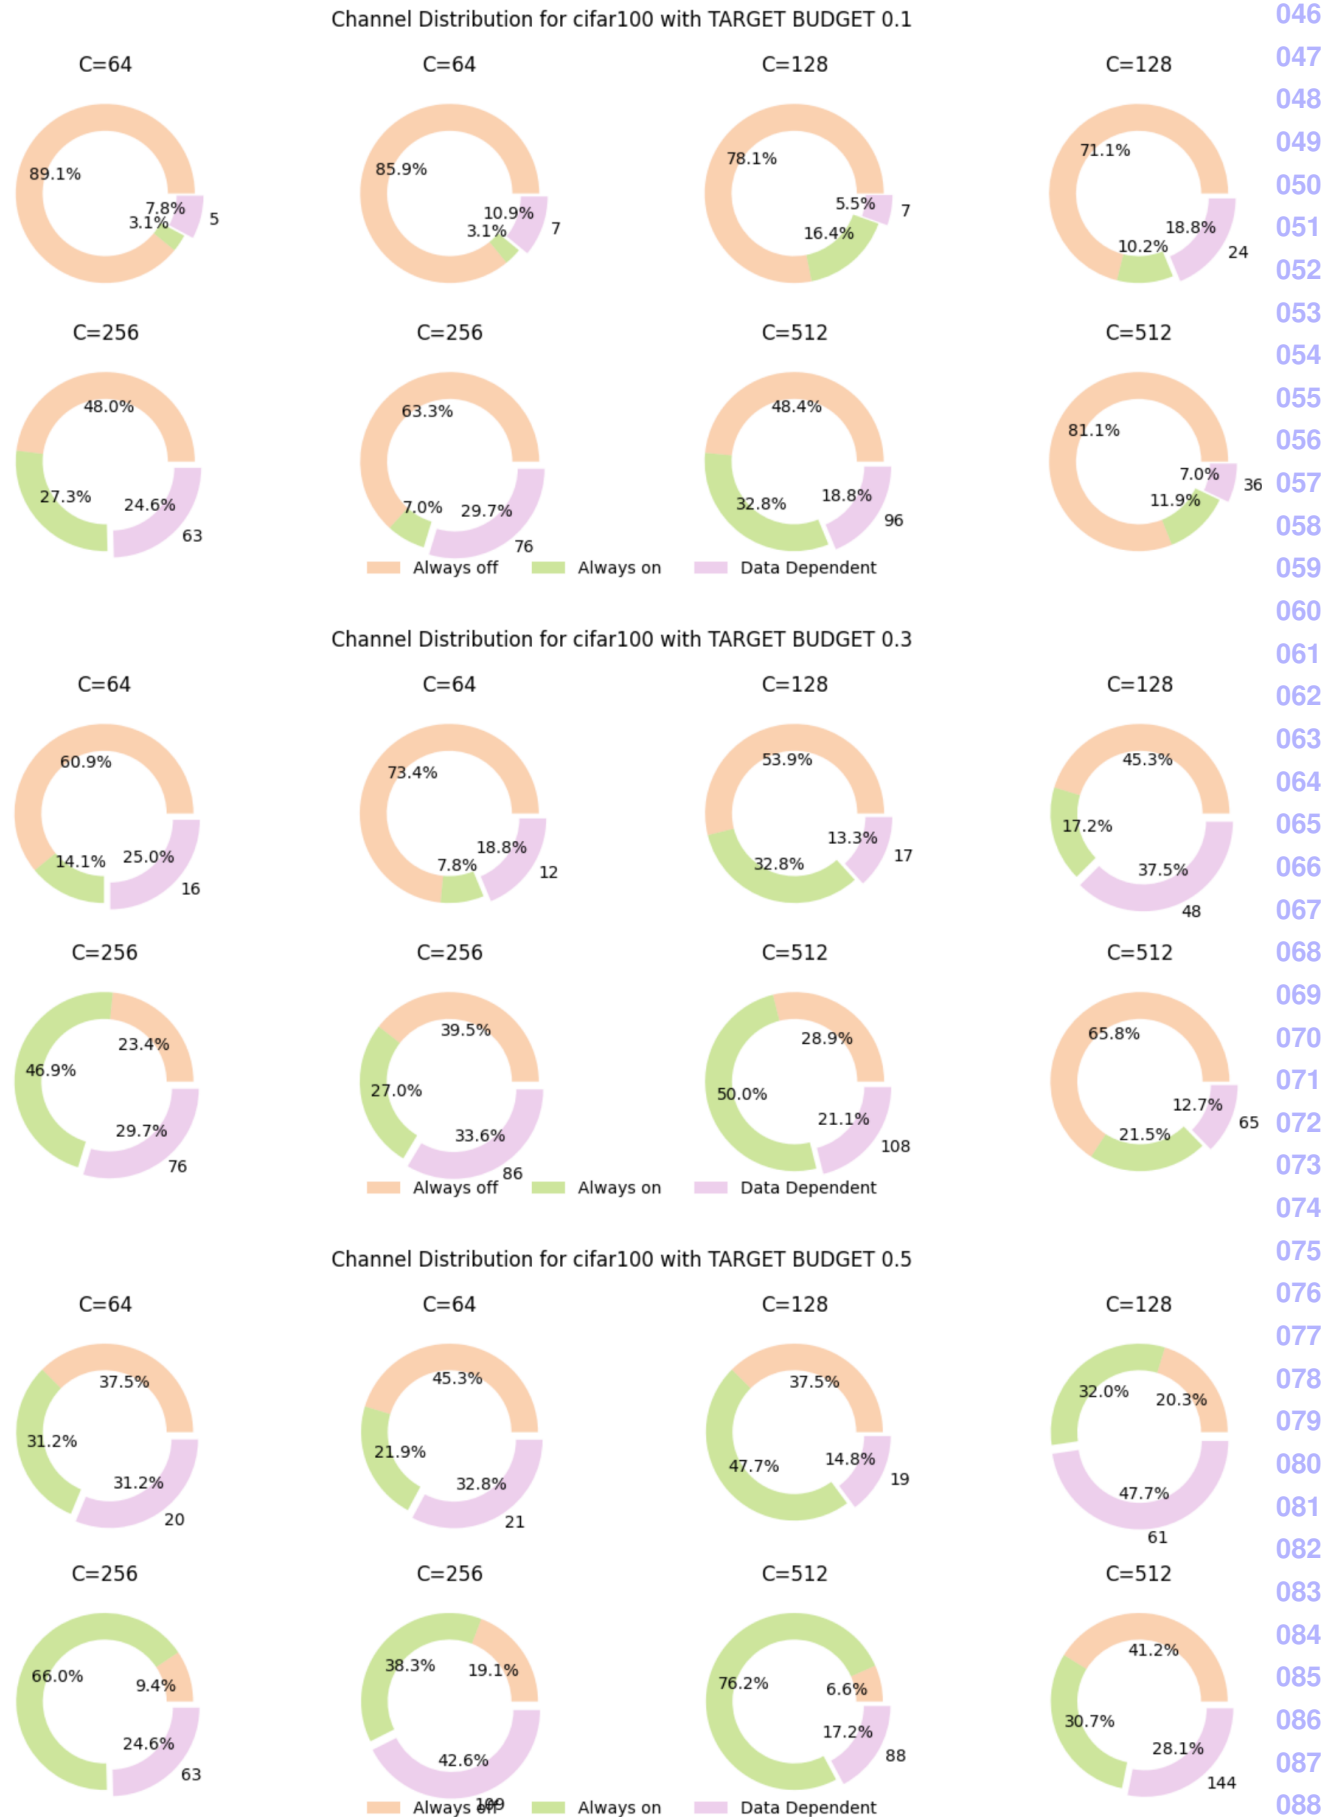 Channel Distribution for cifar100 with TARGET BUDGET 0.1
C=64 C=64 C=128 C=128
89.1% 7.8% 3.1% 5
85.9% 10.9% 3.1% 7
78.1% 5.5% 16.4% 7
71.1% 18.8% 10.2% 24
C=256 C=256 C=512 C=512
48.0% 27.3% 24.6% 63
63.3% 7.0% 29.7% 76
48.4% 32.8% 18.8% 96
81.1% 7.0% 11.9% 36
Always off Always on Data Dependent
Channel Distribution for cifar100 with TARGET BUDGET 0.3
C=64 C=64 C=128 C=128
60.9% 14.1% 25.0% 16
73.4% 7.8% 18.8% 12
53.9% 32.8% 13.3% 17
45.3% 17.2% 37.5% 48
C=256 C=256 C=512 C=512
23.4% 46.9% 29.7% 76
39.5% 27.0% 33.6% 86
28.9% 50.0% 21.1% 108
65.8% 21.5% 12.7% 65
Always off Always on Data Dependent
Channel Distribution for cifar100 with TARGET BUDGET 0.5
C=64 C=64 C=128 C=128
37.5% 31.2% 31.2% 20
45.3% 21.9% 32.8% 21
37.5% 47.7% 14.8% 19
32.0% 20.3% 47.7% 61
C=256 C=256 C=512 C=512
66.0% 9.4% 24.6% 63
38.3% 19.1% 42.6% 109
76.2% 6.6% 17.2% 88
41.2% 30.7% 28.1% 144
Always off Always on Data Dependent
046
047
048
049
050
051
052
053
054
055
056
057
058
059
060
061
062
063
064
065
066
067
068
069
070
071
072
073
074
075
076
077
078
079
080
081
082
083
084
085
086
087
088